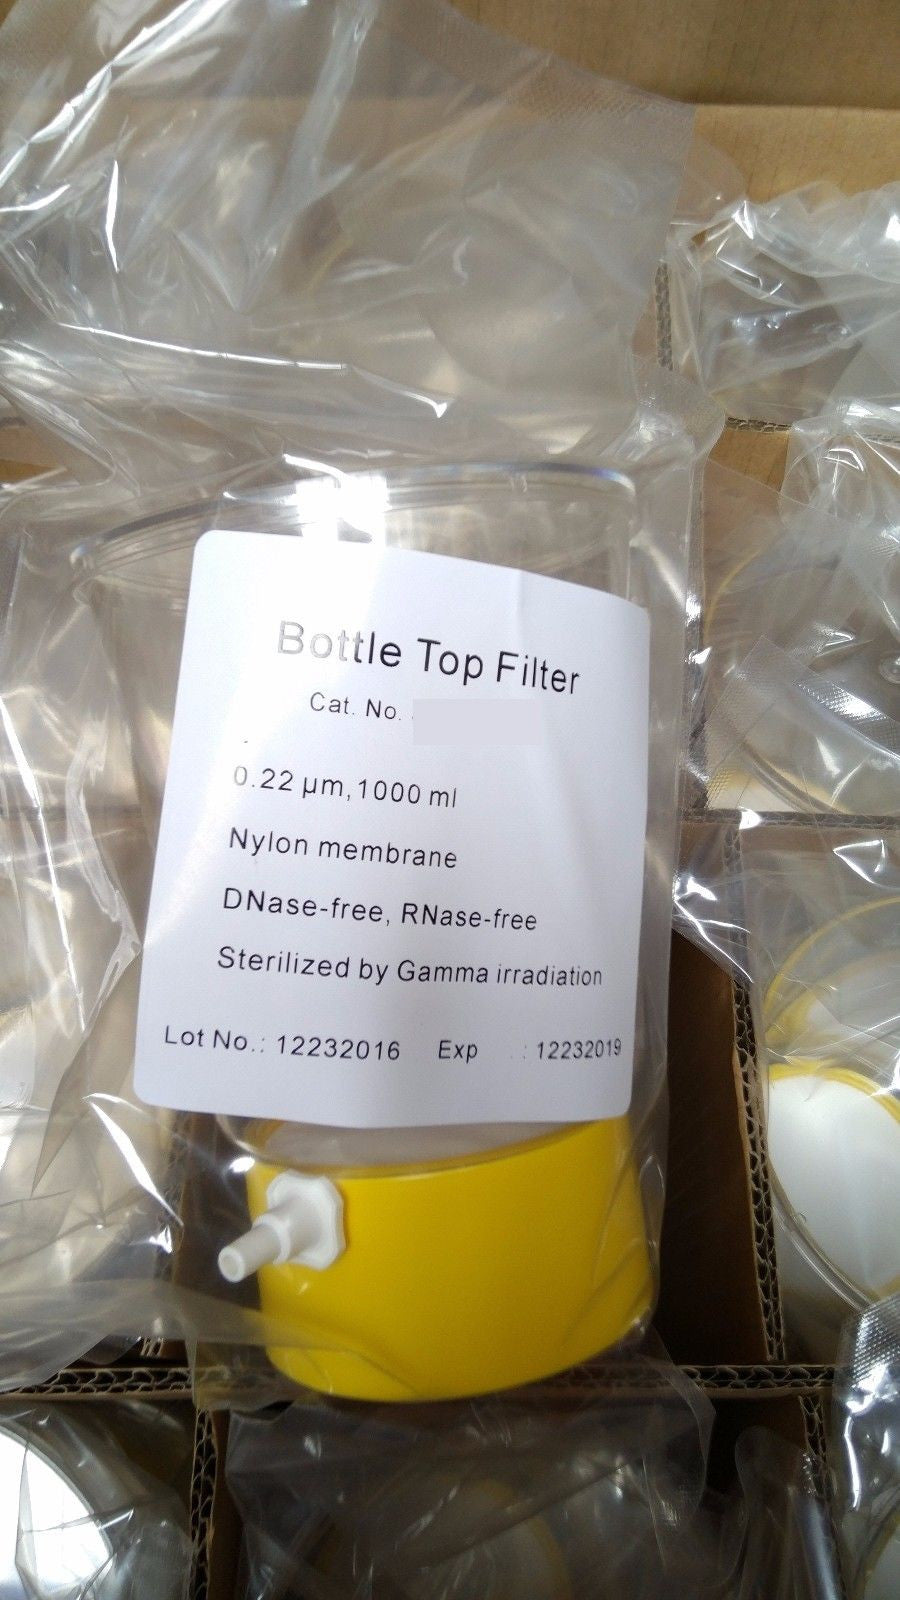 Bottle Top Filter
Cat. No.
0.22 μm, 1000 ml
Nylon membrane
DNase-free, RNase-free
Sterilized by Gamma irradiation
Lot No.: 12232016 Exp : 12232019